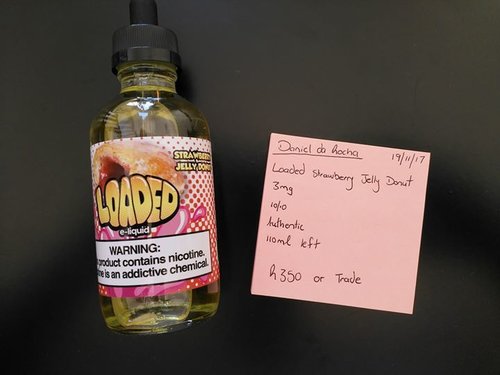 STRAWBERRY
JELLY DONUT
LOADED
e-liquid
WARNING:
product contains nicotine.
ne is an addictive chemical.
Daniel da Rocha
19/11/17
Loaded Strawberry Jelly Donut
3mg
10/10
Authentic
110ml left
R350 or Trade